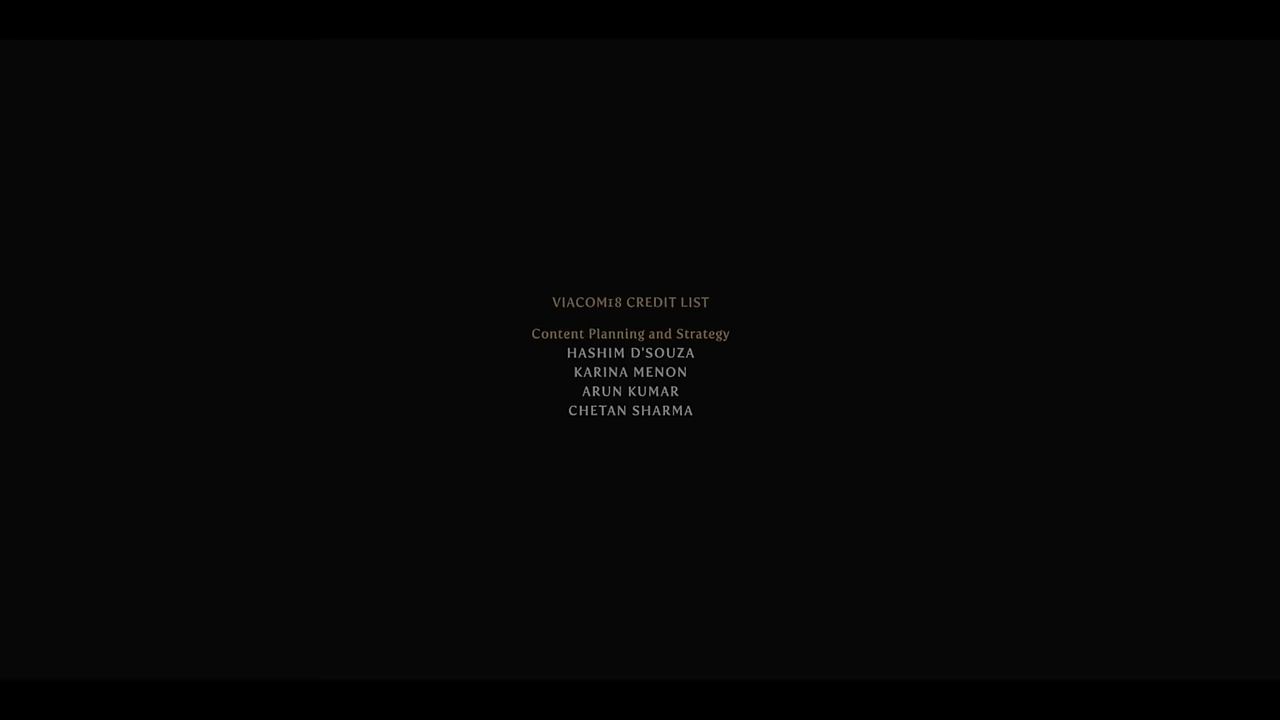 VIACOM18 CREDIT LIST
Content Planning and Strategy
HASHIM D'SOUZA
KARINA MENON
ARUN KUMAR
CHETAN SHARMA